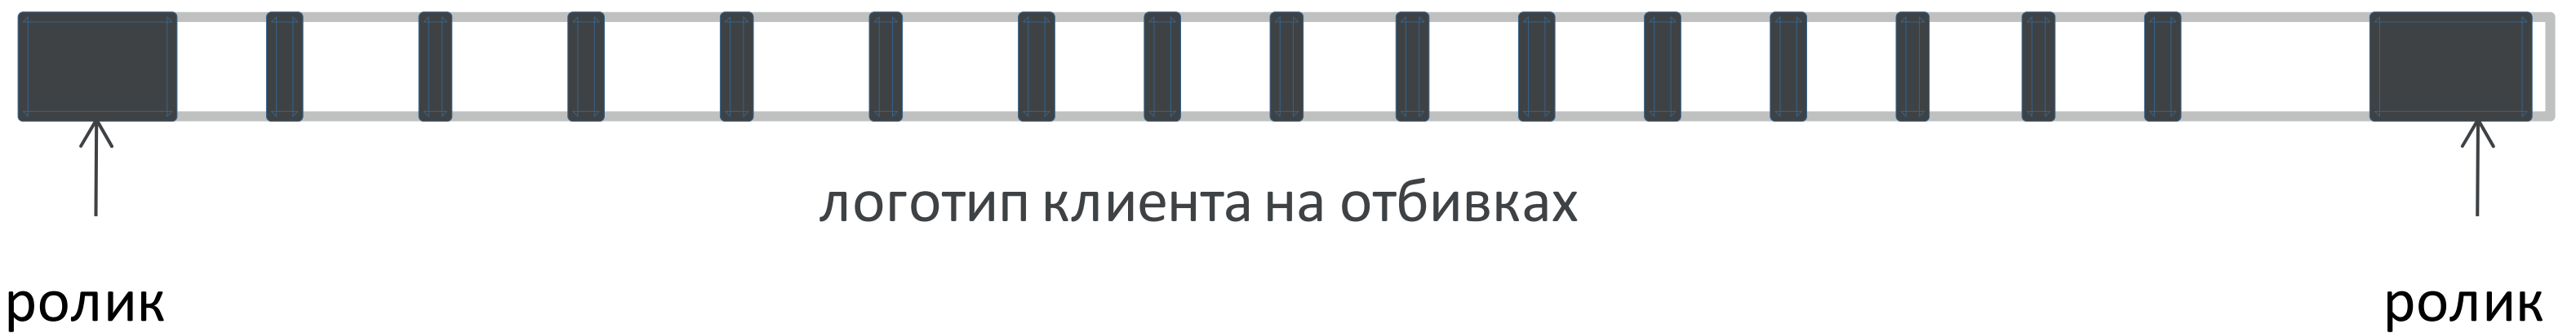 логотип клиента на отбивках
ролик
ролик